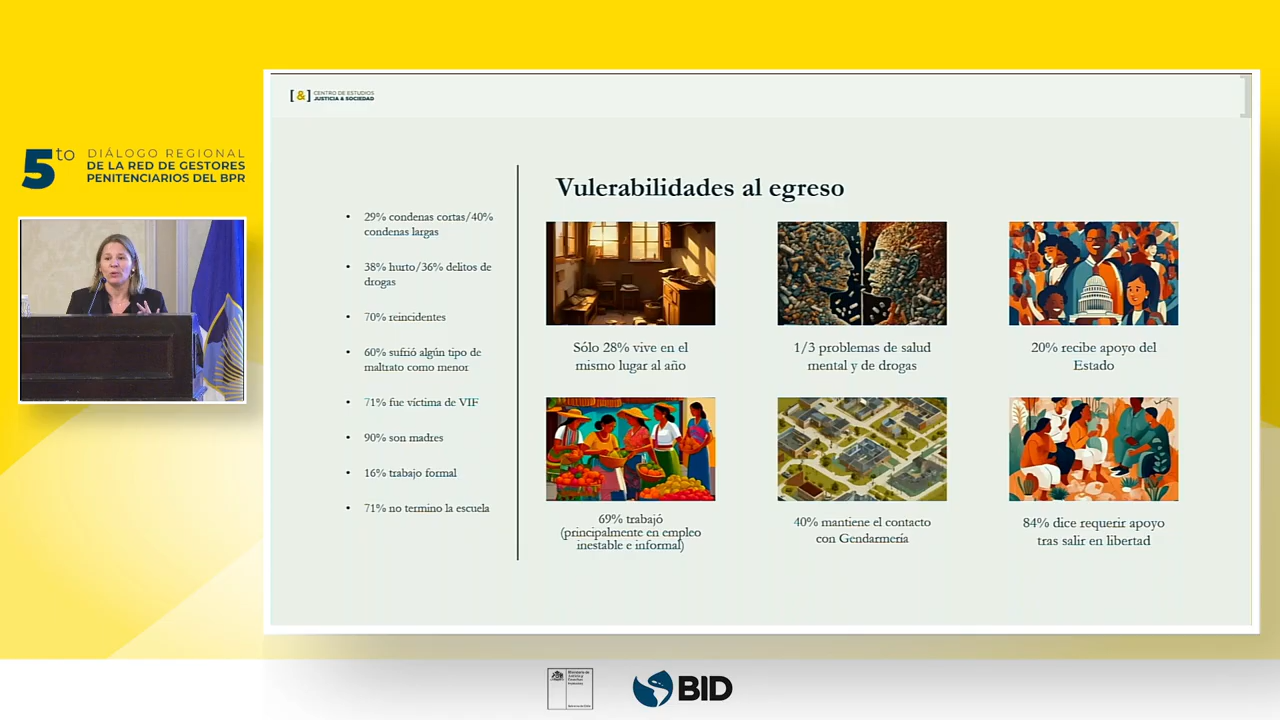 5to
DIÁLOGO REGIONAL
DE LA RED DE GESTORES
PENITENCIARIOS DEL BPR
[&] CENTRO DE ESTUDIOS
JUSTICIA & SOCIEDAD
Vulerabilidades al egreso
• 29% condenas cortas/40%
condenas largas
• 38% hurto/36% delitos de
drogas
• 70% reincidentes
• 60% sufrió algún tipo de
maltrato como menor
• 71% fue víctima de VIF
• 90% son madres
• 16% trabajo formal
• 71% no termino la escuela
Sólo 28% vive en el
mismo lugar al año
1/3 problemas de salud
mental y de drogas
20% recibe apoyo del
Estado
69% trabajó
(principalmente en empleo
inestable e informal)
40% mantiene el contacto
con Gendarmería
84% dice requerir apoyo
tras salir en libertad
BID